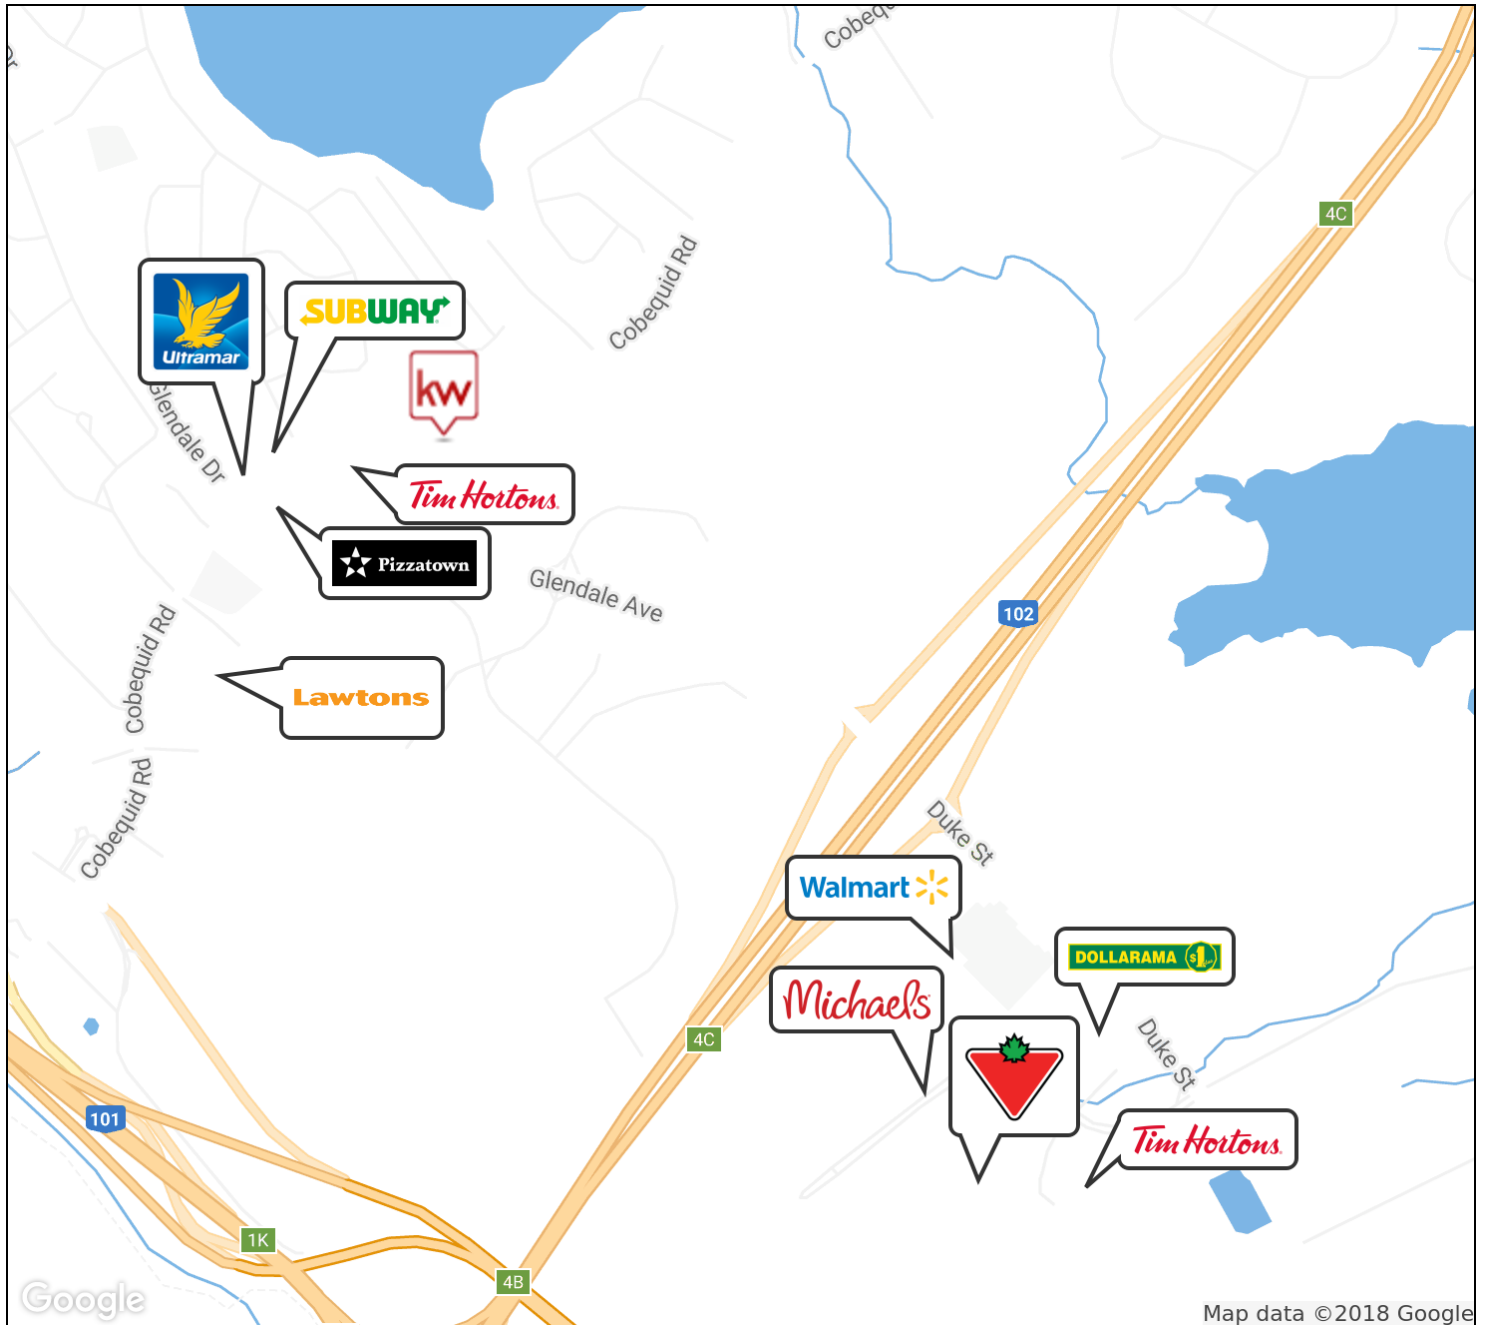 Dr
Cobeq
4C
Cobequid Rd
Ultramar
SUBWAY
kw
Glendale Dr
Tim Hortons
Pizzatown
Glendale Ave
102
Cobequid Rd
Lawtons
Cobequid Rd
Duke St
Walmart
DOLLARAMA $1
Michaels
Duke St
4C
101
Tim Hortons
1K
4B
Google
Map data ©2018 Google